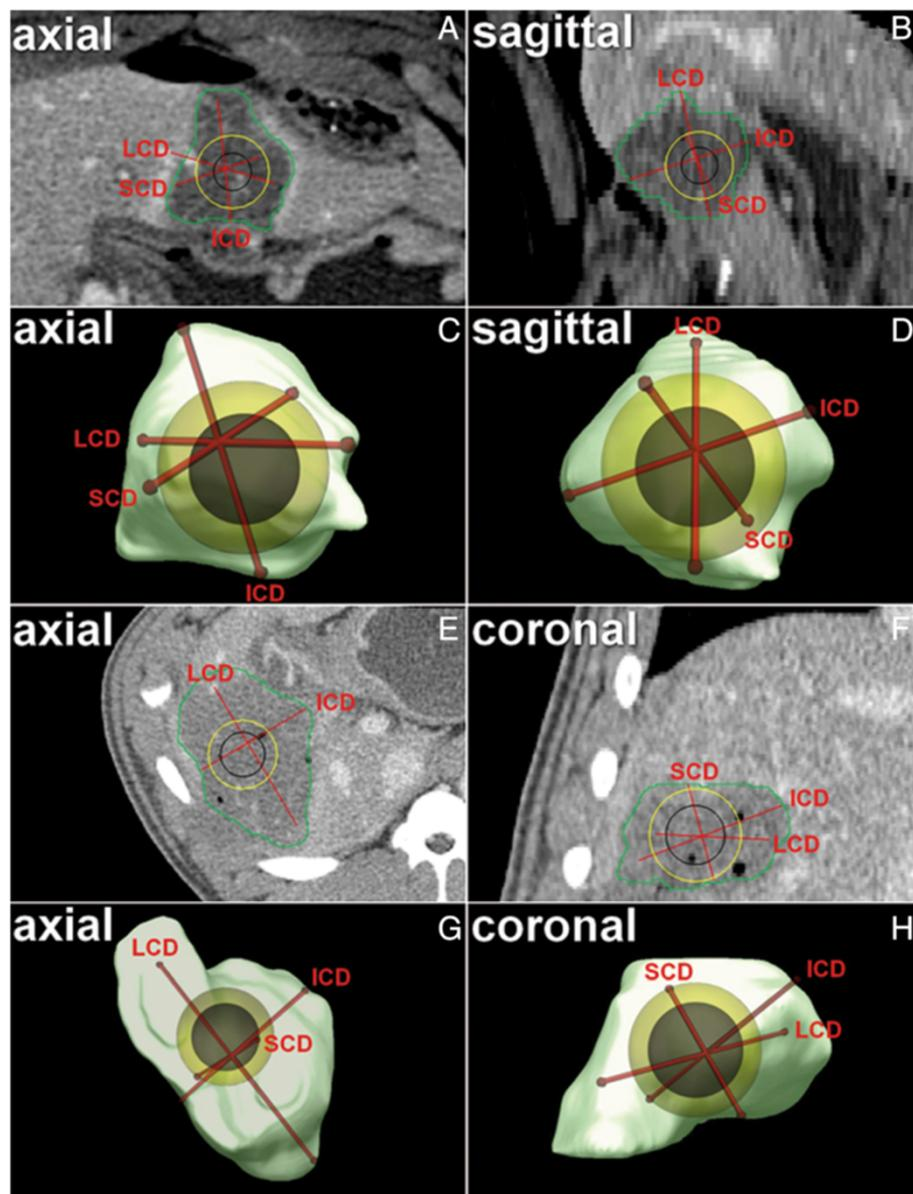 axial A
LCD
SCD
ICD
sagittal B
LCD
ICD
SCD
axial C
LCD
SCD
ICD
sagittal D
LCD
ICD
SCD
axial E
LCD
ICD
coronal F
SCD
ICD
LCD
axial G
LCD
ICD
SCD
coronal H
SCD
ICD
LCD